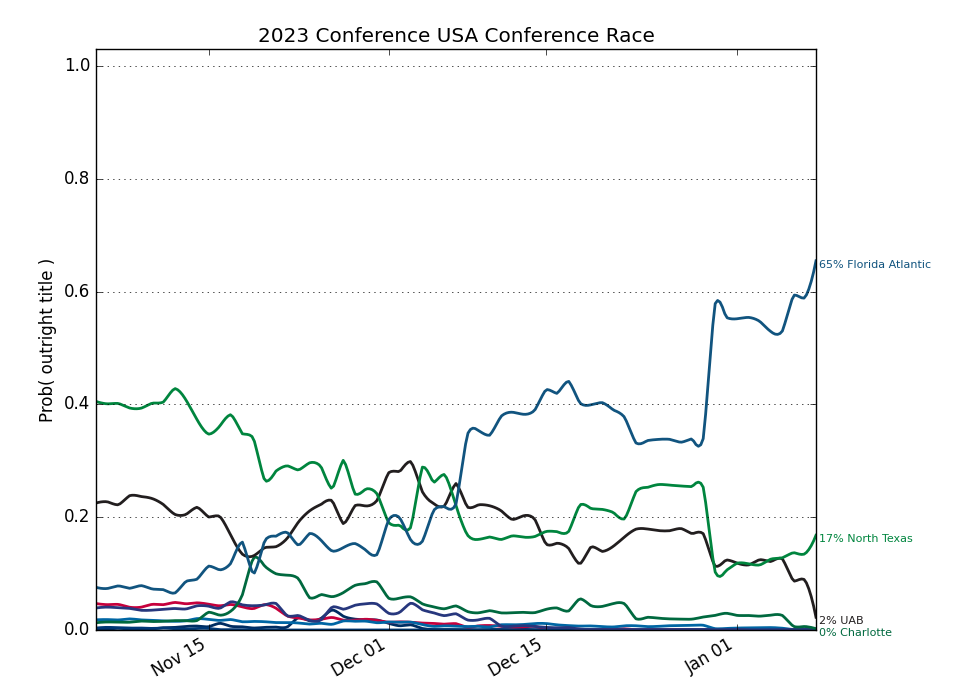 2023 Conference USA Conference Race
1.0
0.8
0.6
0.4
0.2
0.0
Prob( outright title )
65% Florida Atlantic
17% North Texas
2% UAB
0% Charlotte
Nov 15
Dec 01
Dec 15
Jan 01